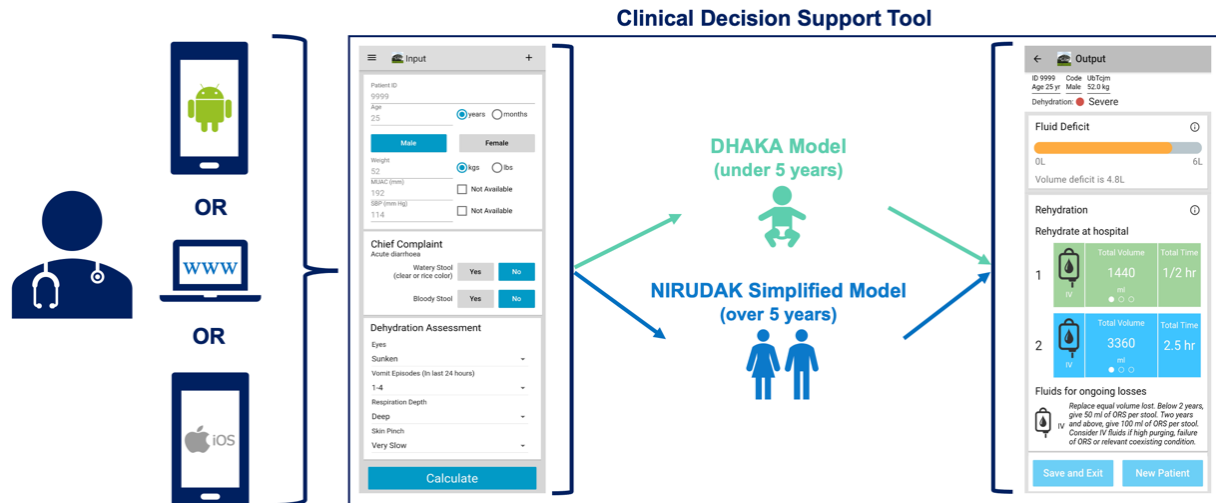 Clinical Decision Support Tool
OR
WWW
OR
iOS
Input
+
Patient ID
9999
Age
25
years
months
Male
Female
Weight
52
kgs
lbs
MUAC (mm)
192
Not Available
SBP (mm Hg)
114
Not Available
Chief Complaint
Acute diarrhoea
Watery Stool
(clear or rice color)
Yes
No
Bloody Stool
Yes
No
Dehydration Assessment
Eyes
Sunken
Vomit Episodes (In last 24 hours)
1-4
Respiration Depth
Deep
Skin Pinch
Very Slow
Calculate
DHAKA Model
(under 5 years)
NIRUDAK Simplified Model
(over 5 years)
Output
ID 9999 Code UbTcjm
Age 25 yr Male 52.0 kg
Dehydration: Severe
Fluid Deficit
0L
6L
Volume deficit is 4.8L
Rehydration
Rehydrate at hospital
1
IV
Total Volume
1440
ml
Total Time
1/2 hr
2
IV
Total Volume
3360
ml
Total Time
2.5 hr
Fluids for ongoing losses
IV
Replace equal volume lost. Below 2 years,
give 50 ml of ORS per stool. Two years
and above, give 100 ml of ORS per stool.
Consider IV fluids if high purging, failure
of ORS or relevant coexisting condition.
Save and Exit
New Patient